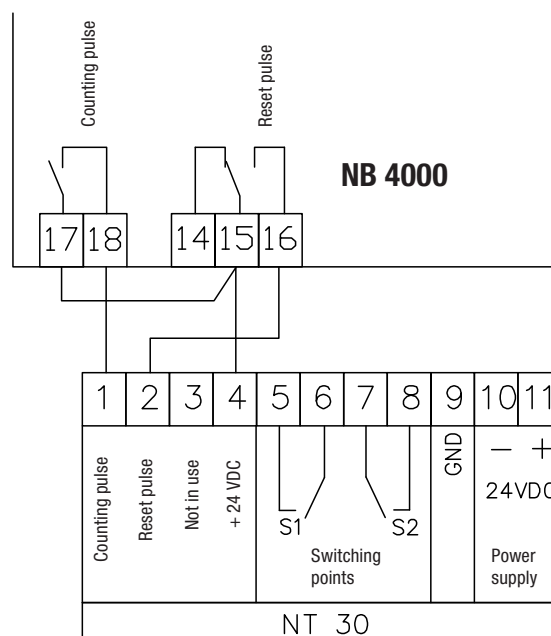 Counting pulse
Reset pulse
NB 4000
17 18 14 15 16
1 2 3 4 5 6 7 8 9 10 11
Counting pulse
Reset pulse
Not in use
+ 24 VDC
S1
S2
Switching
points
GND
− +
24VDC
Power
supply
NT 30